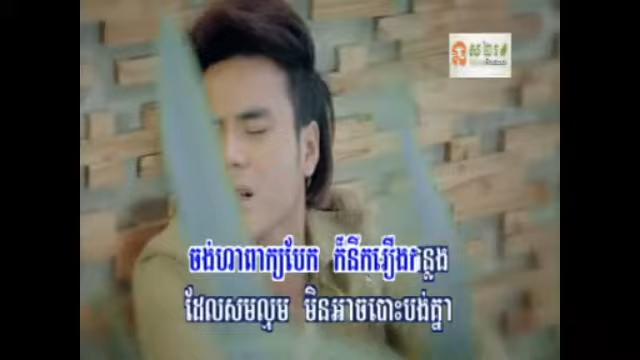 ចង់ហាពាក្យបែក ក៏នឹករឿងកន្លង
ដែលសមល្មម មិនអាចបោះបង់គ្នា